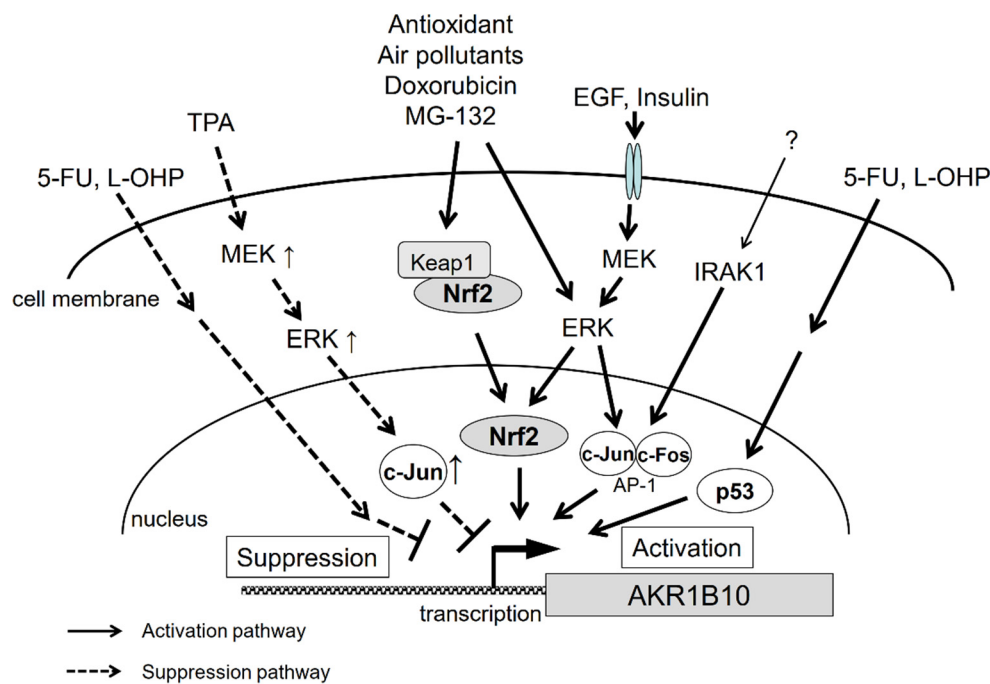 Antioxidant
Air pollutants
Doxorubicin
MG-132
EGF, Insulin
TPA
?
5-FU, L-OHP
5-FU, L-OHP
MEK ↑
Keap1
Nrf2
MEK
IRAK1
cell membrane
ERK ↑
ERK
Nrf2
c-Jun
c-Fos
c-Jun ↑
AP-1
p53
nucleus
Suppression
Activation
AKR1B10
transcription
Activation pathway
Suppression pathway